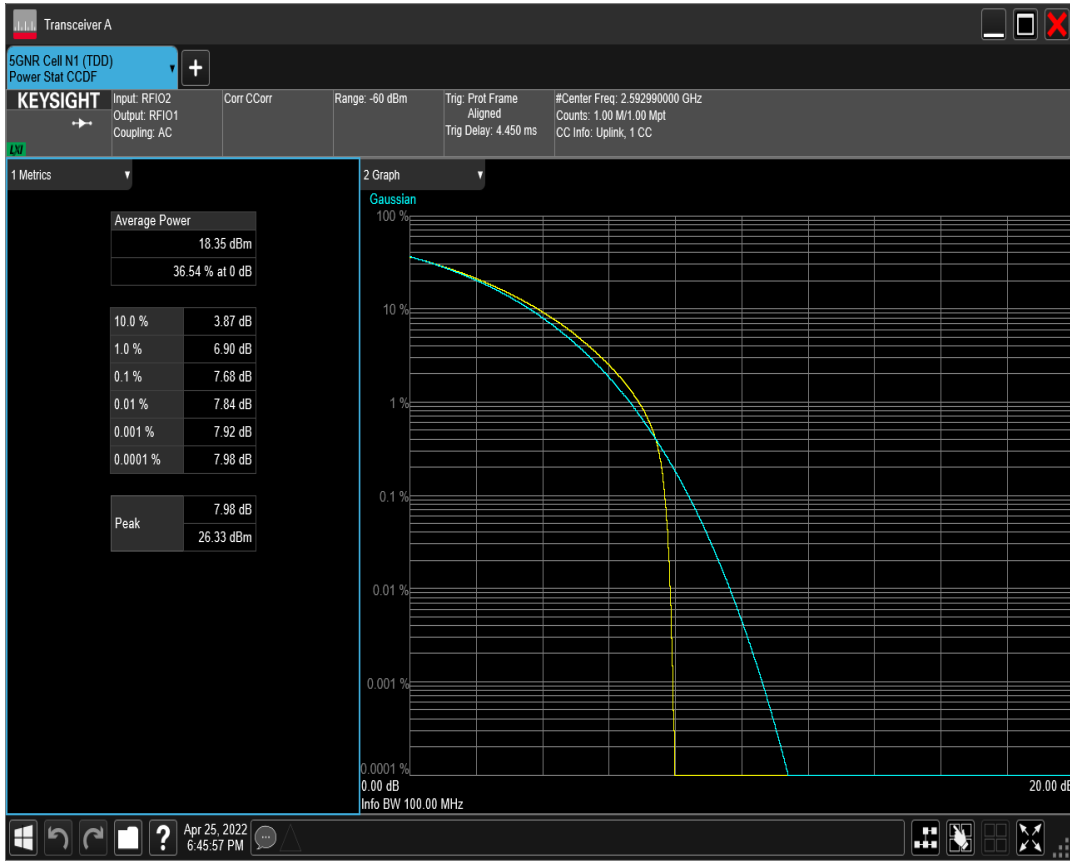 Transceiver A
5GNR Cell N1 (TDD)
Power Stat CCDF
+
KEYSIGHT
LXI
Input: RFIO2
Output: RFIO1
Coupling: AC
Corr CCorr
Range: -60 dBm
Trig: Prot Frame
Aligned
Trig Delay: 4.450 ms
#Center Freq: 2.592990000 GHz
Counts: 1.00 M/1.00 Mpt
CC Info: Uplink, 1 CC
1 Metrics
Average Power
18.35 dBm
36.54 % at 0 dB
10.0 % 3.87 dB
1.0 % 6.90 dB
0.1 % 7.68 dB
0.01 % 7.84 dB
0.001 % 7.92 dB
0.0001 % 7.98 dB
Peak
7.98 dB
26.33 dBm
2 Graph
Gaussian
100 %
10 %
1 %
0.1 %
0.01 %
0.001 %
0.0001 %
0.00 dB
20.00 dB
Info BW 100.00 MHz
?
Apr 25, 2022
6:45:57 PM